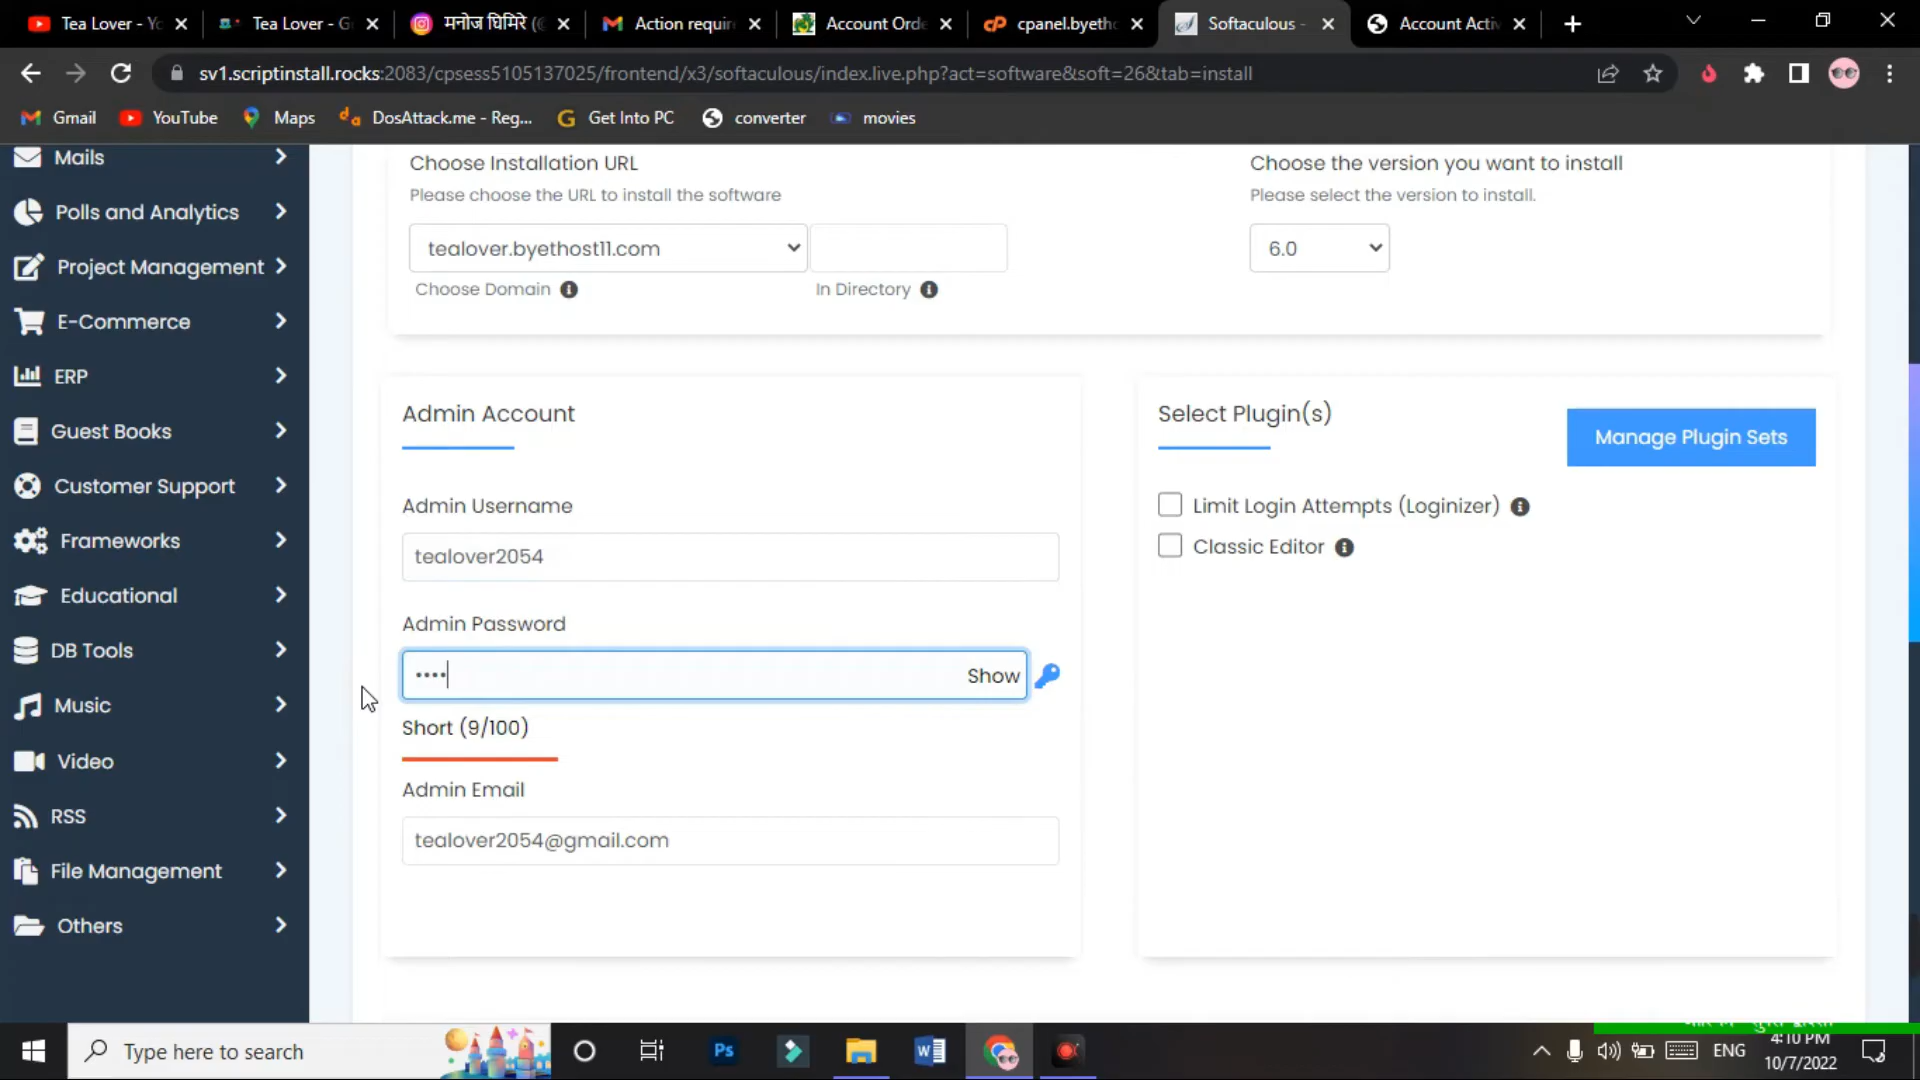 Tea Lover - Yo
Tea Lover - G
मनोज घिमिरे (@
Action requir
Account Orde
cP cpanel.byeth
Softaculous -
Account Activ
sv1.scriptinstall.rocks:2083/cpsess5105137025/frontend/x3/softaculous/index.live.php?act=software&soft=26&tab=install
Gmail
YouTube
Maps
DosAttack.me - Reg...
Get Into PC
converter
movies
Mails
Polls and Analytics
Project Management
E-Commerce
ERP
Guest Books
Customer Support
Frameworks
Educational
DB Tools
Music
Video
RSS
File Management
Others
Choose Installation URL
Please choose the URL to install the software
tealover.byethost11.com
Choose Domain
In Directory
Choose the version you want to install
Please select the version to install.
6.0
Admin Account
Admin Username
tealover2054
Admin Password
••••
Show
Short (9/100)
Admin Email
tealover2054@gmail.com
Select Plugin(s)
Manage Plugin Sets
Limit Login Attempts (Loginizer)
Classic Editor
Type here to search
Ps
ENG
4:10 PM
10/7/2022